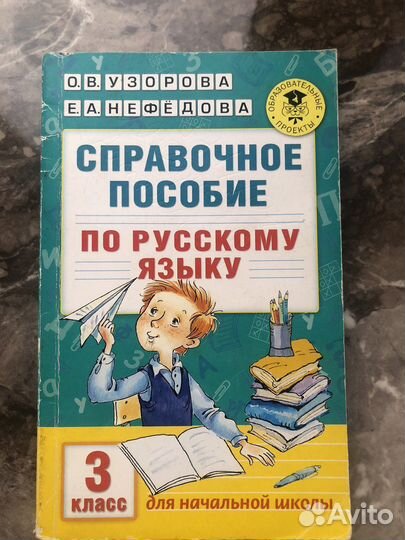 О.В. УЗОРОВА
Е.А. НЕФЁДОВА
ОБРАЗОВАТЕЛЬНЫЕ
ПРОЕКТЫ
СПРАВОЧНОЕ
ПОСОБИЕ
ПО РУССКОМУ
ЯЗЫКУ
3
класс
для начальной школы
Avito